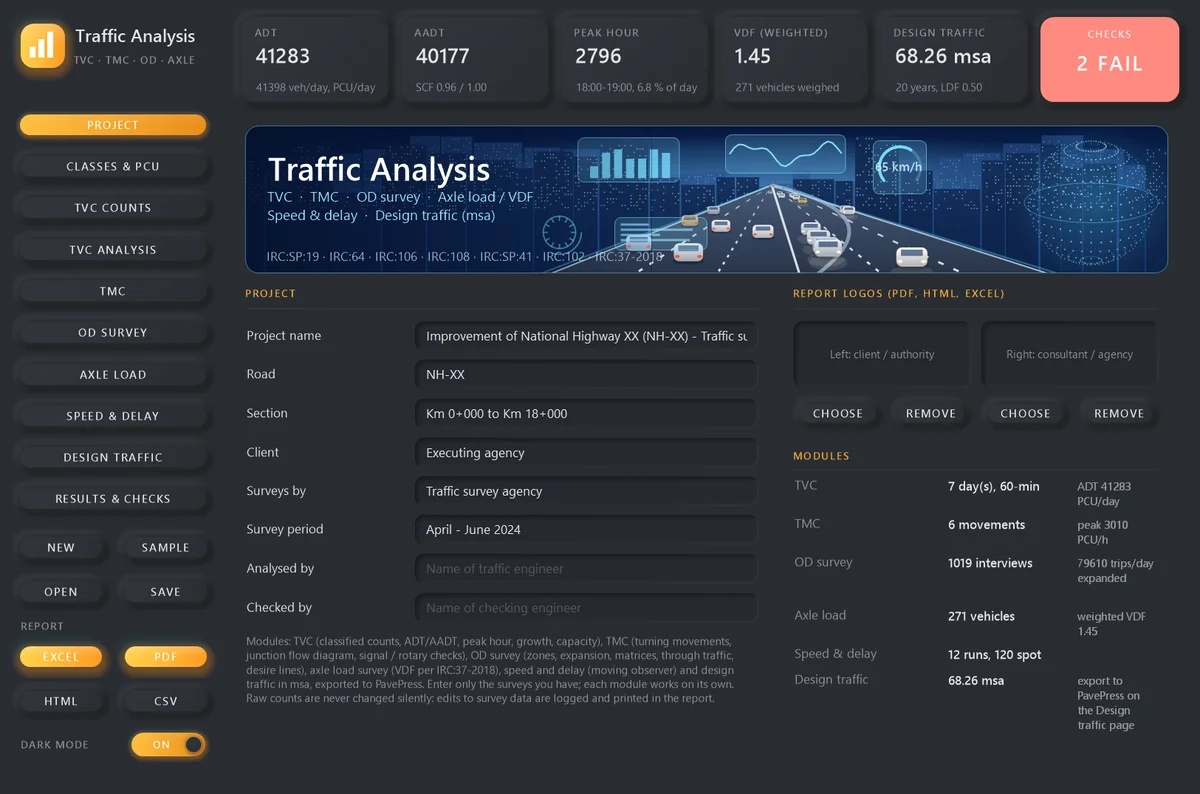 Traffic Analysis
TVC · TMC · OD · AXLE
ADT
41283
41398 veh/day, PCU/day
AADT
40177
SCF 0.96 / 1.00
PEAK HOUR
2796
18:00-19:00, 6.8 % of day
VDF (WEIGHTED)
1.45
271 vehicles weighed
DESIGN TRAFFIC
68.26 msa
20 years, LDF 0.50
CHECKS
2 FAIL
PROJECT
CLASSES & PCU
TVC COUNTS
TVC ANALYSIS
TMC
OD SURVEY
AXLE LOAD
SPEED & DELAY
DESIGN TRAFFIC
RESULTS & CHECKS
NEW
SAMPLE
OPEN
SAVE
REPORT
EXCEL
PDF
HTML
CSV
DARK MODE
ON
Traffic Analysis
TVC · TMC · OD survey · Axle load / VDF
Speed & delay · Design traffic (msa)
65 km/h
IRC:SP:19 · IRC:64 · IRC:106 · IRC:108 · IRC:SP:41 · IRC:102 · IRC:37-2018
PROJECT
Project name
Improvement of National Highway XX (NH-XX) - Traffic su
Road
NH-XX
Section
Km 0+000 to Km 18+000
Client
Executing agency
Surveys by
Traffic survey agency
Survey period
April - June 2024
Analysed by
Name of traffic engineer
Checked by
Name of checking engineer
Modules: TVC (classified counts, ADT/AADT, peak hour, growth, capacity), TMC (turning movements,
junction flow diagram, signal / rotary checks), OD survey (zones, expansion, matrices, through traffic,
desire lines), axle load survey (VDF per IRC:37-2018), speed and delay (moving observer) and design
traffic in msa, exported to PavePress. Enter only the surveys you have; each module works on its own.
Raw counts are never changed silently: edits to survey data are logged and printed in the report.
REPORT LOGOS (PDF, HTML, EXCEL)
Left: client / authority
Right: consultant / agency
CHOOSE
REMOVE
CHOOSE
REMOVE
MODULES
TVC
7 day(s), 60-min
ADT 41283
PCU/day
TMC
6 movements
peak 3010
PCU/h
OD survey
1019 interviews
79610 trips/day
expanded
Axle load
271 vehicles
weighted VDF
1.45
Speed & delay
12 runs, 120 spot
Design traffic
68.26 msa
export to
PavePress on
the Design
traffic page